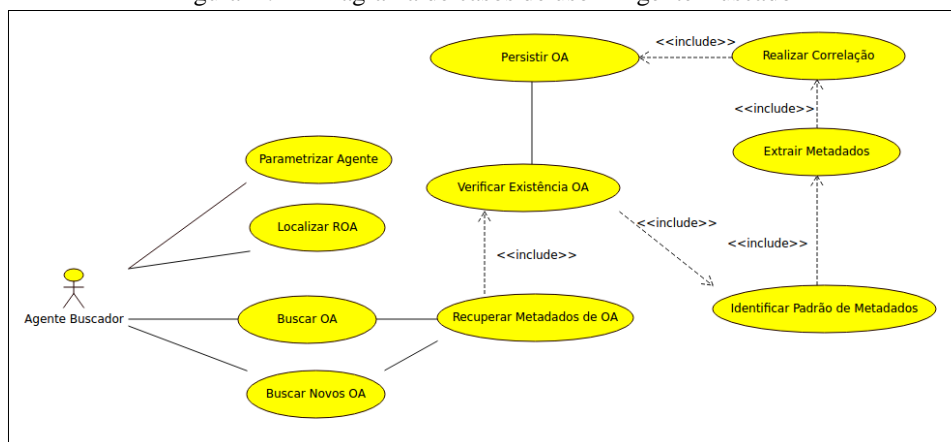 Persistir OA
<<include>>
Realizar Correlação
<<include>>
Parametrizar Agente
Extrair Metadados
Verificar Existência OA
Localizar ROA
<<include>>
<<include>>
<<include>>
Agente Buscador
Buscar OA
Recuperar Metadados de OA
Identificar Padrão de Metadados
Buscar Novos OA